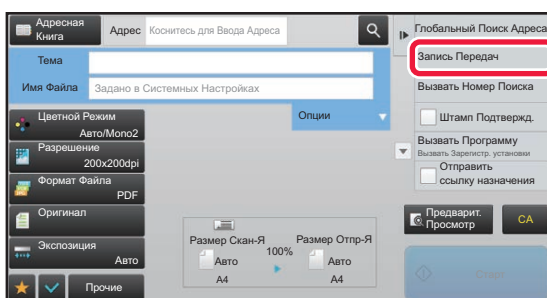 Адресная
Книга
Адрес
Коснитесь для Ввода Адреса
Тема
Имя Файла
Задано в Системных Настройках
Опции
Цветной Режим
Авто/Mono2
Разрешение
200x200dpi
Формат Файла
PDF
Оригинал
Экспозиция
Авто
Прочие
Размер Скан-Я
100%
Размер Отпр-Я
Авто
Авто
A4
A4
Глобальный Поиск Адреса
Запись Передач
Вызвать Номер Поиска
Штамп Подтвержд.
Вызвать Программу
Вызвать Зарегистр. установки
Отправить
ссылку назначения
Предварит.
Просмотр
CA
Старт